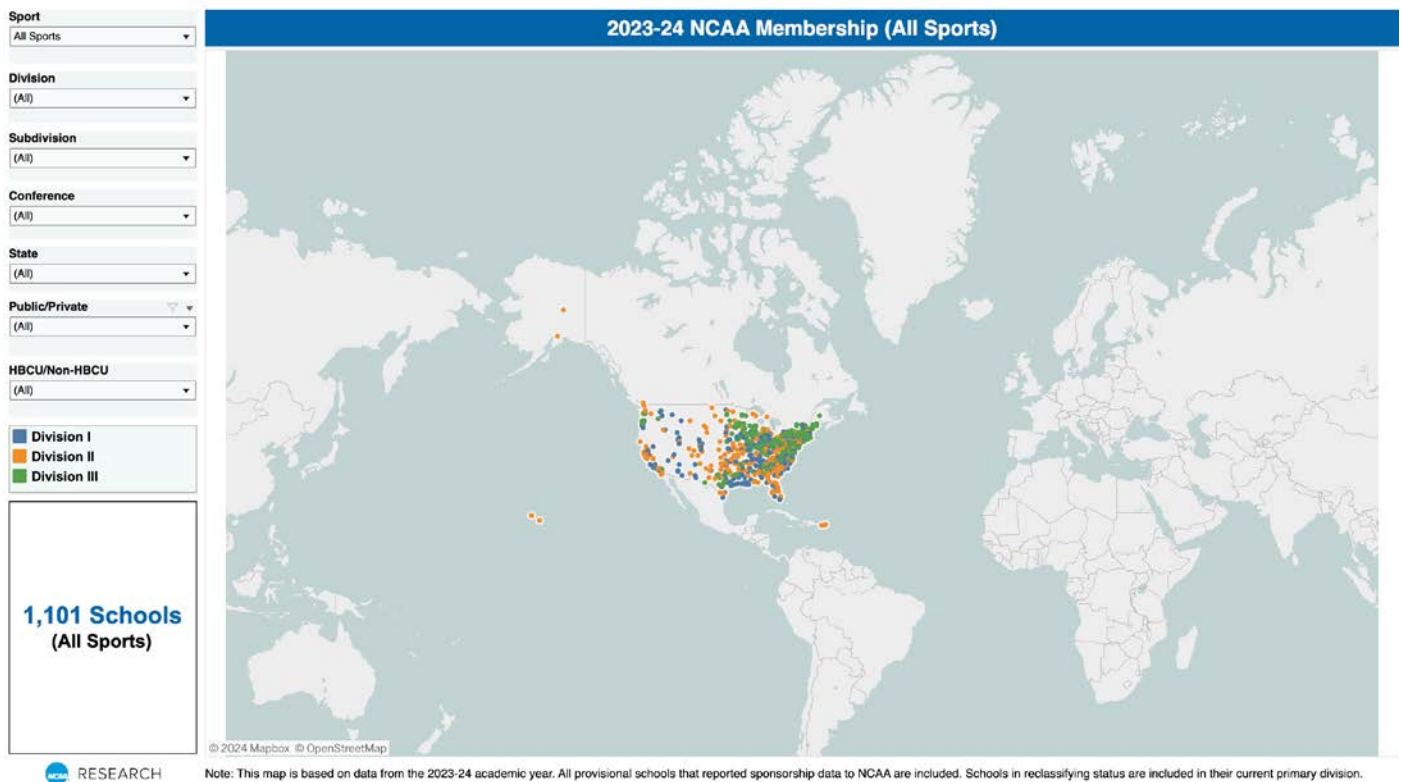 Sport
All Sports
Division
(All)
Subdivision
(All)
Conference
(All)
State
(All)
Public/Private
(All)
HBCU/Non-HBCU
(All)
Division I
Division II
Division III
1,101 Schools
(All Sports)
NCAA RESEARCH
2023-24 NCAA Membership (All Sports)
© 2024 Mapbox © OpenStreetMap
Note: This map is based on data from the 2023-24 academic year. All provisional schools that reported sponsorship data to NCAA are included. Schools in reclassifying status are included in their current primary division.